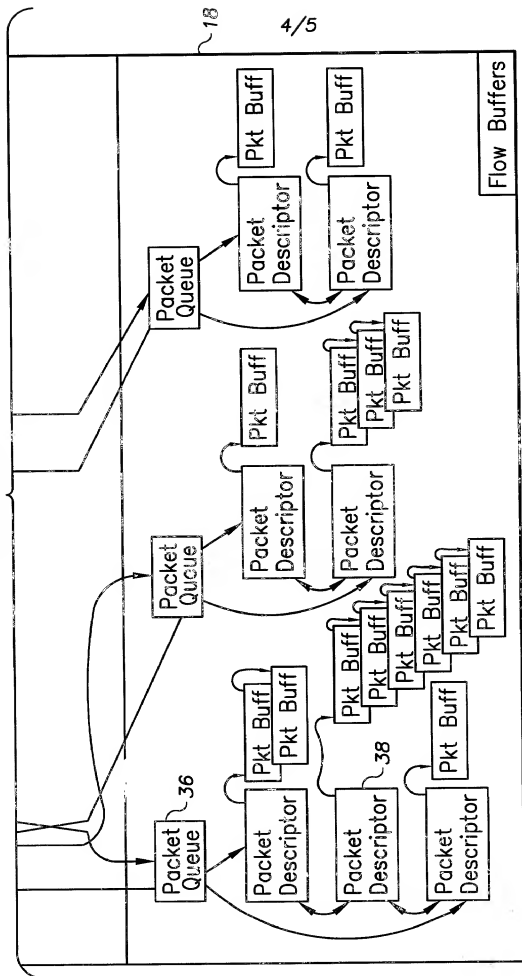 4/5
18
36
Packet
Queue
Packet
Descriptor
Pkt Buff
Pkt Buff
38
Packet
Descriptor
Pkt Buff
Pkt Buff
Pkt Buff
Pkt Buff
Pkt Buff
Pkt Buff
Packet
Descriptor
Pkt Buff
Packet
Queue
Packet
Descriptor
Pkt Buff
Packet
Descriptor
Pkt Buff
Pkt Buff
Pkt Buff
Packet
Queue
Packet
Descriptor
Pkt Buff
Packet
Descriptor
Pkt Buff
Flow Buffers